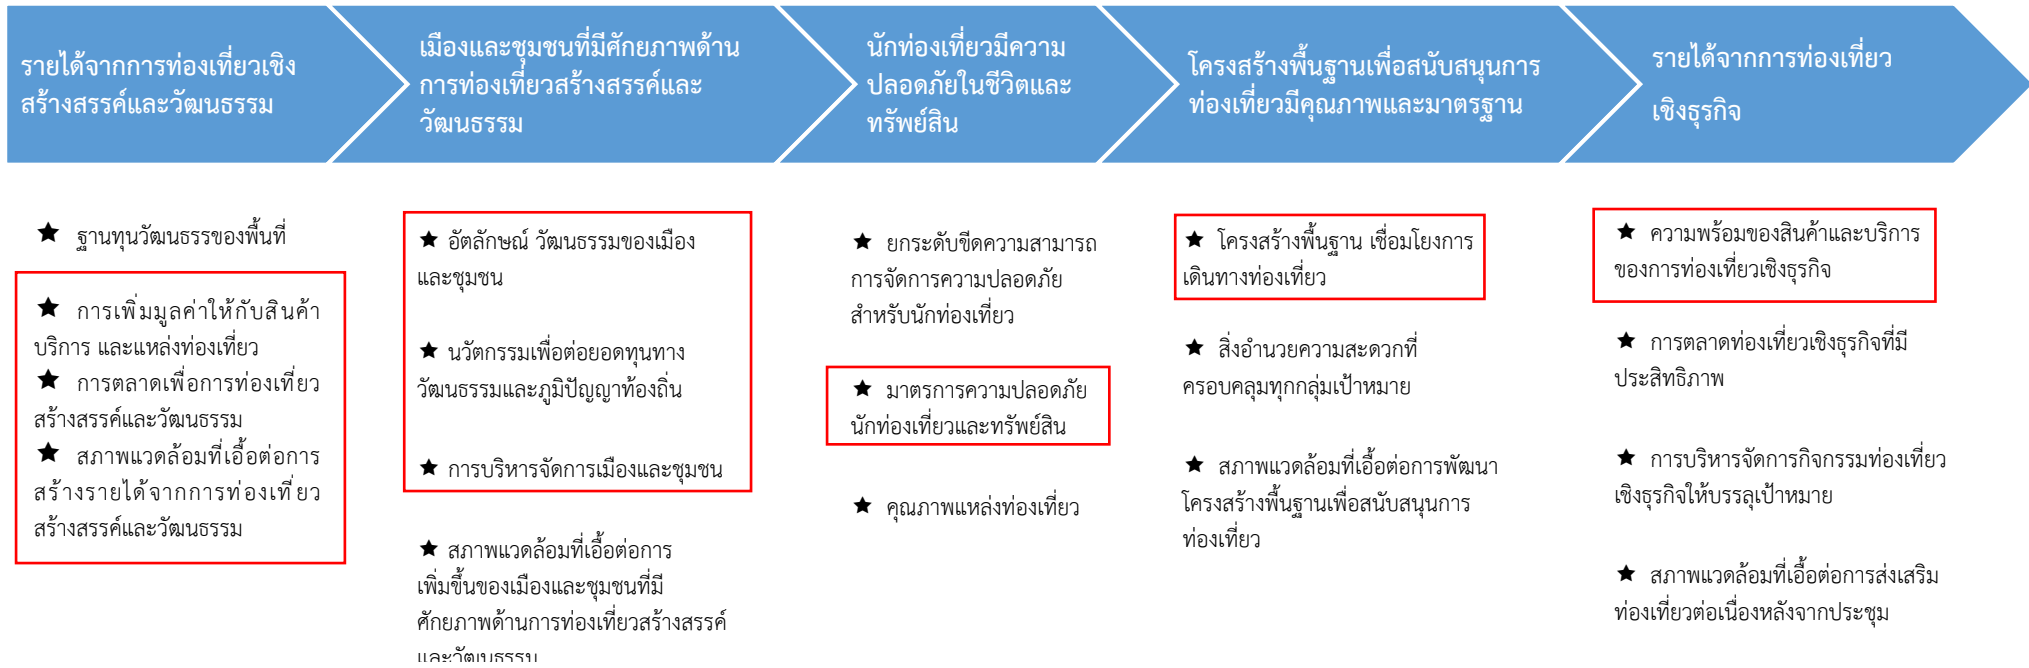 รายได้จากการท่องเที่ยวเชิง
สร้างสรรค์และวัฒนธรรม
เมืองและชุมชนที่มีศักยภาพด้าน
การท่องเที่ยวสร้างสรรค์และ
วัฒนธรรม
นักท่องเที่ยวมีความ
ปลอดภัยในชีวิตและ
ทรัพย์สิน
โครงสร้างพื้นฐานเพื่อสนับสนุนการ
ท่องเที่ยวมีคุณภาพและมาตรฐาน
รายได้จากการท่องเที่ยว
เชิงธุรกิจ
★ ฐานทุนวัฒนธรรของพื้นที่
★ การเพิ่มมูลค่าให้กับสินค้า
บริการ และแหล่งท่องเที่ยว
★ การตลาดเพื่อการท่องเที่ยว
สร้างสรรค์และวัฒนธรรม
★ สภาพแวดล้อมที่เอื้อต่อการ
สร้างรายได้จากการท่องเที่ยว
สร้างสรรค์และวัฒนธรรม
★ อัตลักษณ์ วัฒนธรรมของเมือง
และชุมชน
★ นวัตกรรมเพื่อต่อยอดทุนทาง
วัฒนธรรมและภูมิปัญญาท้องถิ่น
★ การบริหารจัดการเมืองและชุมชน
★ สภาพแวดล้อมที่เอื้อต่อการ
เพิ่มขึ้นของเมืองและชุมชนที่มี
ศักยภาพด้านการท่องเที่ยวสร้างสรรค์
และวัฒนธรรม
★ ยกระดับขีดความสามารถ
การจัดการความปลอดภัย
สำหรับนักท่องเที่ยว
★ มาตรการความปลอดภัย
นักท่องเที่ยวและทรัพย์สิน
★ คุณภาพแหล่งท่องเที่ยว
★ โครงสร้างพื้นฐาน เชื่อมโยงการ
เดินทางท่องเที่ยว
★ สิ่งอำนวยความสะดวกที่
ครอบคลุมทุกกลุ่มเป้าหมาย
★ สภาพแวดล้อมที่เอื้อต่อการพัฒนา
โครงสร้างพื้นฐานเพื่อสนับสนุนการ
ท่องเที่ยว
★ ความพร้อมของสินค้าและบริการ
ของการท่องเที่ยวเชิงธุรกิจ
★ การตลาดท่องเที่ยวเชิงธุรกิจที่มี
ประสิทธิภาพ
★ การบริหารจัดการกิจกรรมท่องเที่ยว
เชิงธุรกิจให้บรรลุเป้าหมาย
★ สภาพแวดล้อมที่เอื้อต่อการส่งเสริม
ท่องเที่ยวต่อเนื่องหลังจากประชุม